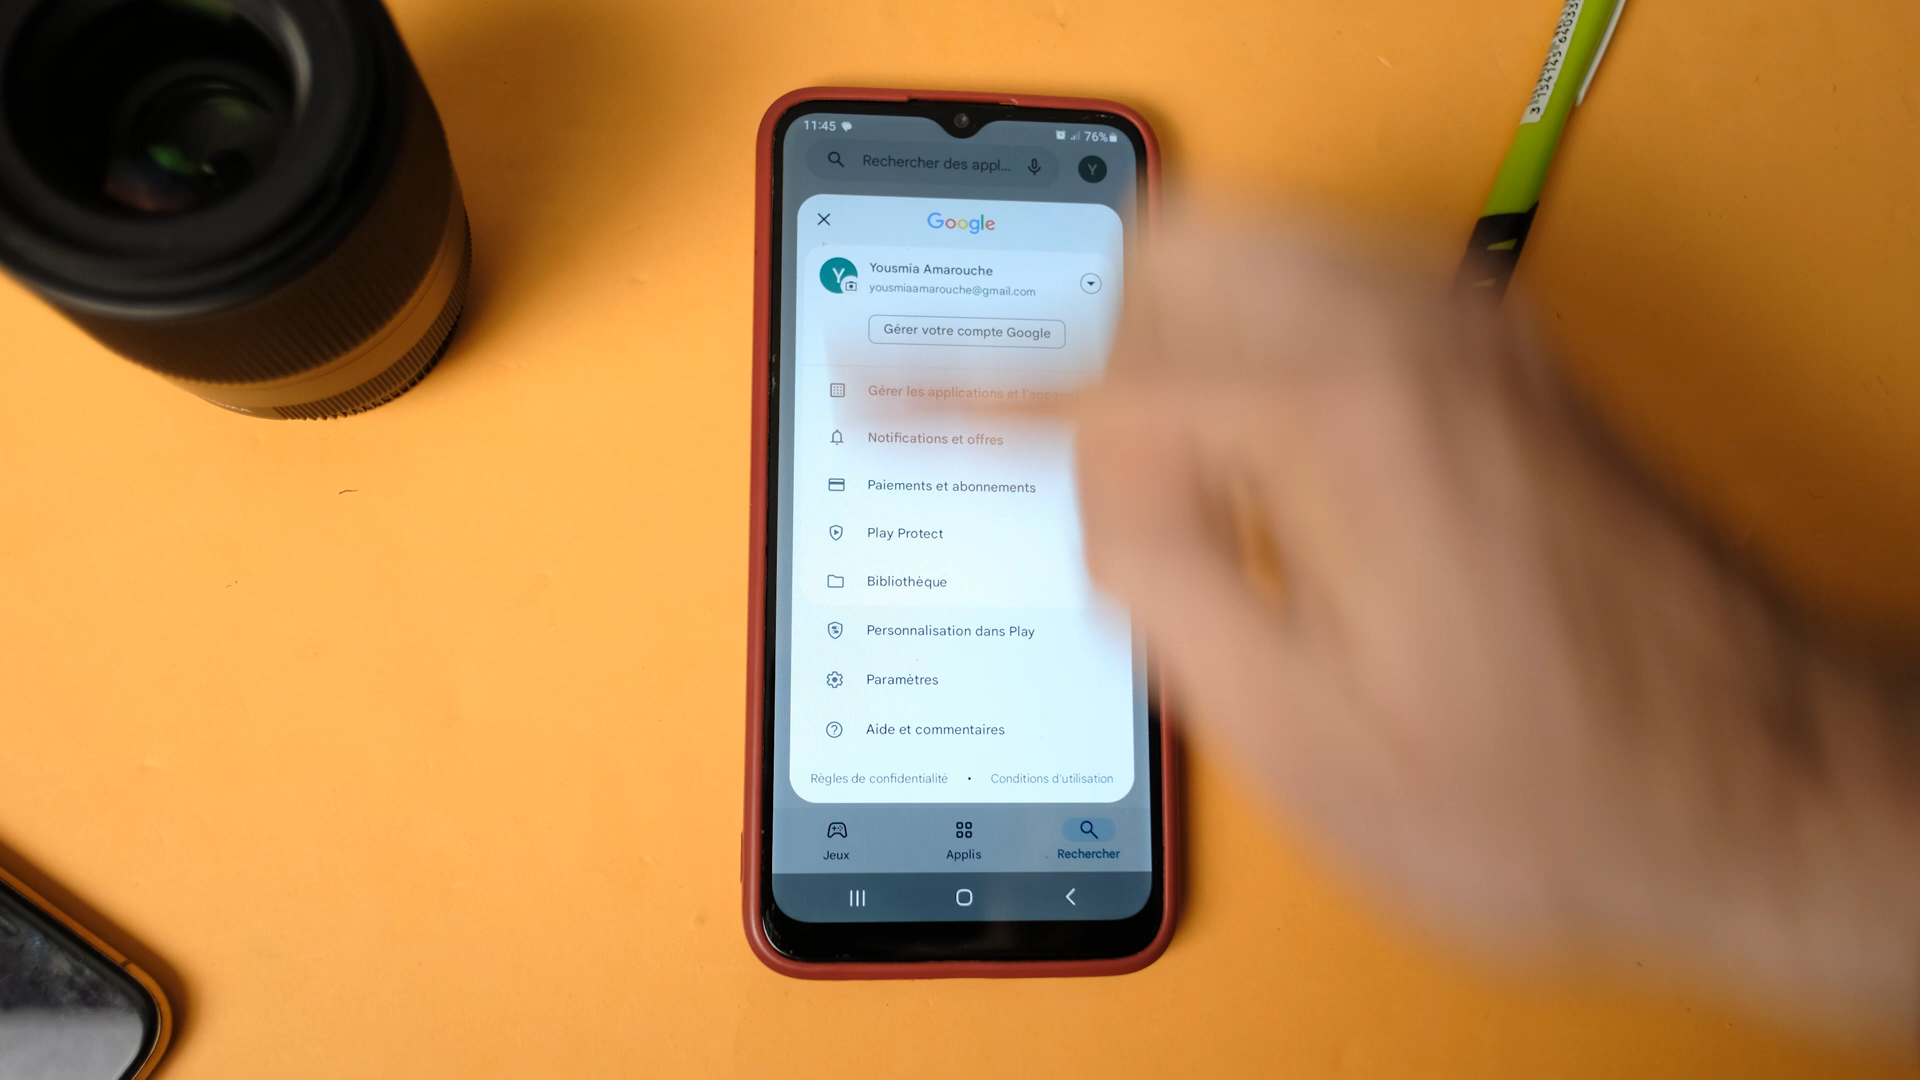 11:45
76%
Rechercher des appl...
Y
Google
Y
Yousmia Amarouche
yousmiaamarouche@gmail.com
Gérer votre compte Google
Gérer les applications et l'appareil
Notifications et offres
Paiements et abonnements
Play Protect
Bibliothèque
Personnalisation dans Play
Paramètres
Aide et commentaires
Règles de confidentialité • Conditions d'utilisation
Jeux
Applis
Rechercher